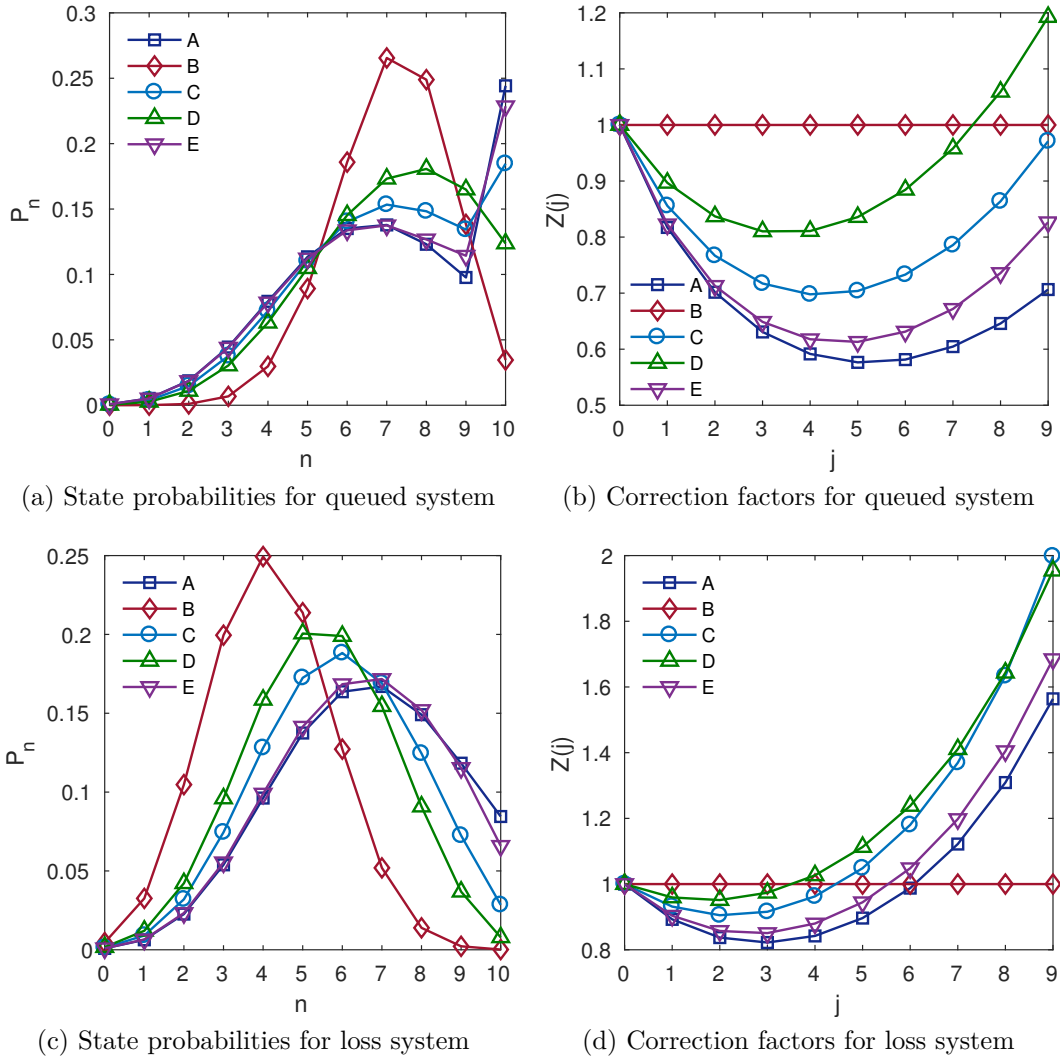 0.3
0.25
0.20
0.15
0.10
0.05
0
P_n
A
B
C
D
E
0 1 2 3 4 5 6 7 8 9 10
n
(a) State probabilities for queued system
1.2
1.1
1
0.9
0.8
0.7
0.6
0.5
Z(j)
A
B
C
D
E
0 1 2 3 4 5 6 7 8 9
j
(b) Correction factors for queued system
0.25
0.2
0.15
0.1
0.05
0
P_n
A
B
C
D
E
0 1 2 3 4 5 6 7 8 9 10
n
(c) State probabilities for loss system
2
1.8
1.6
1.4
1.2
1
0.8
Z(j)
A
B
C
D
E
0 1 2 3 4 5 6 7 8 9
j
(d) Correction factors for loss system